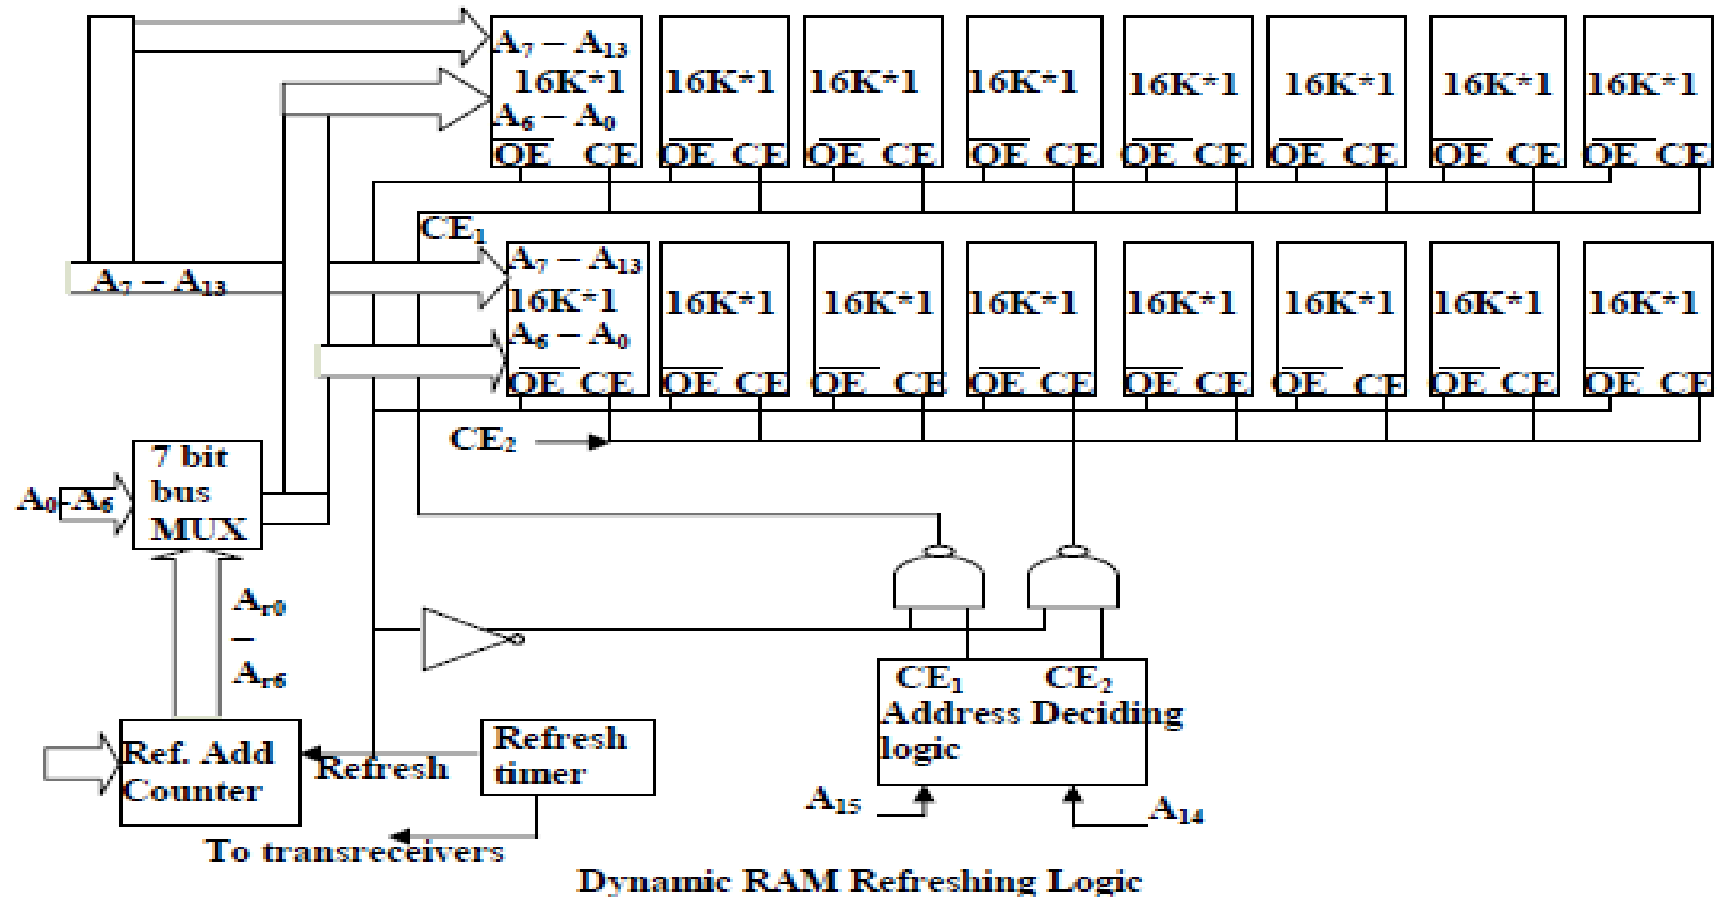 A₇ – A₁₃
16K*1 16K*1 16K*1 16K*1 16K*1 16K*1 16K*1 16K*1
A₆ – A₀
OE CE OE CE OE CE OE CE OE CE OE CE OE CE OE CE
CE₁
A₇ – A₁₃
A₇ – A₁₃
16K*1 16K*1 16K*1 16K*1 16K*1 16K*1 16K*1 16K*1
A₆ – A₀
OE CE OE CE OE CE OE CE OE CE OE CE OE CE OE CE
CE₂
7 bit
bus
MUX
A₀-A₆
Aᵣ₀
–
Aᵣ₆
CE₁ CE₂
Address Deciding
logic
Ref. Add
Counter
Refresh
Refresh
timer
A₁₅
A₁₄
To transreceivers
Dynamic RAM Refreshing Logic